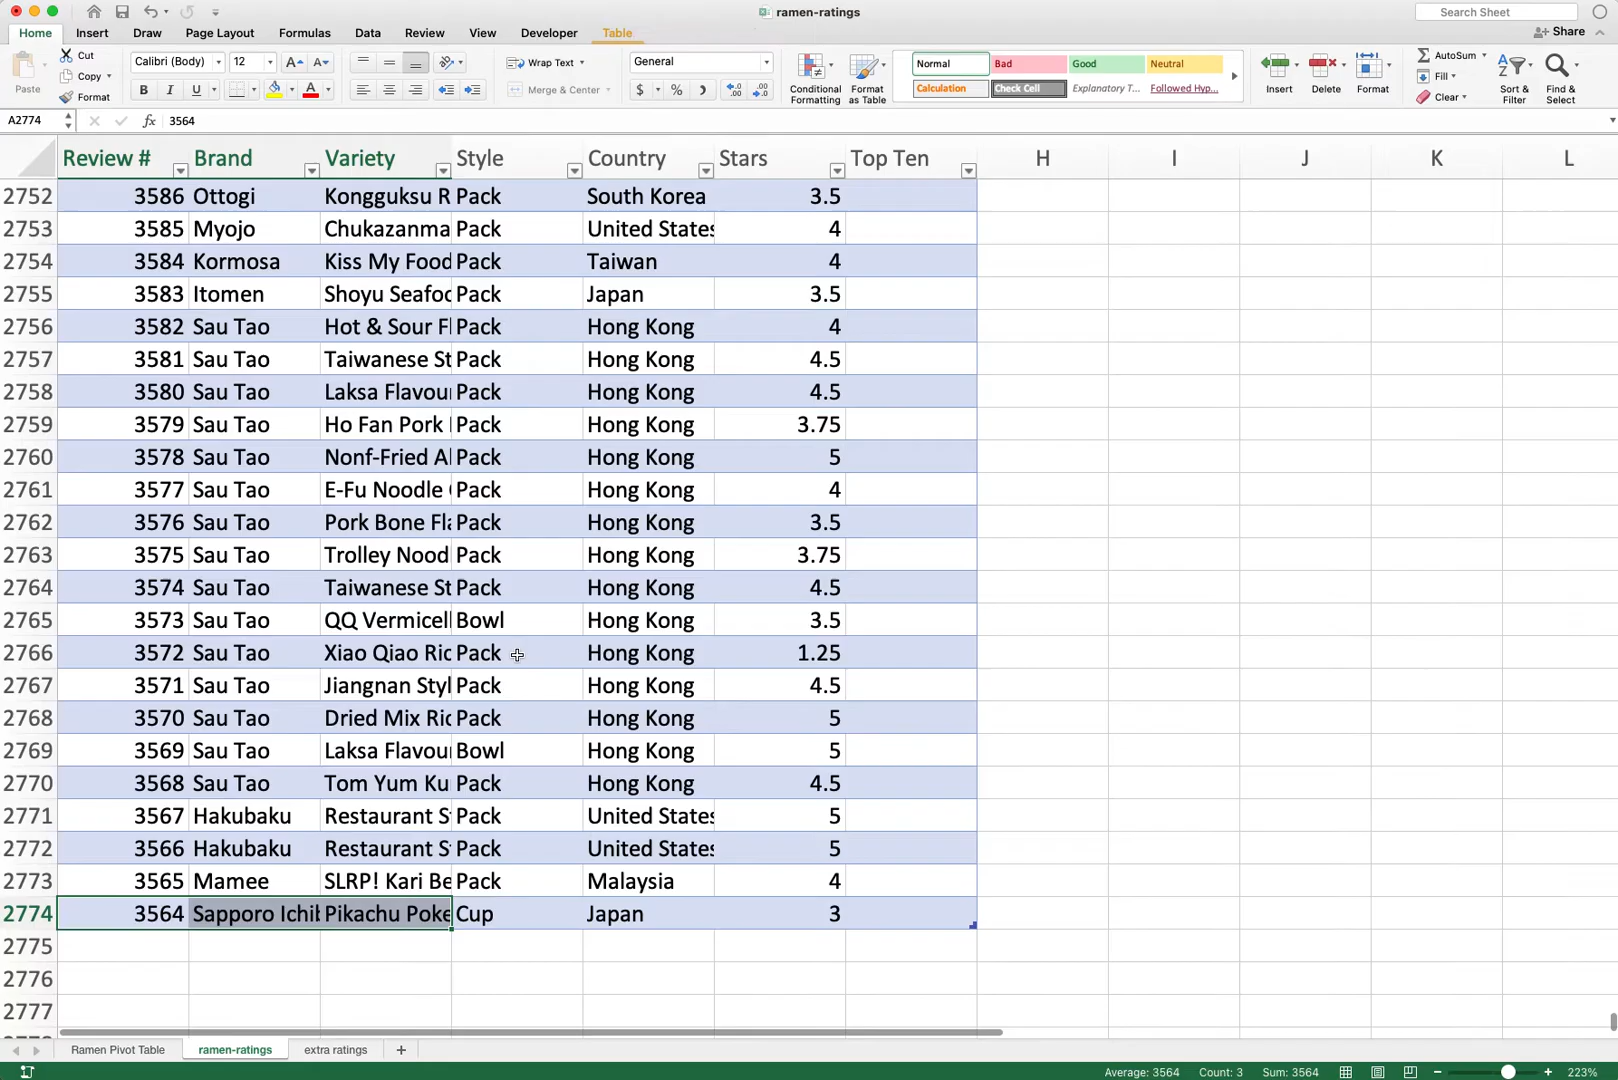 ramen-ratings
Search Sheet
Home Insert Draw Page Layout Formulas Data Review View Developer Table Share
Paste Cut Copy Format
Calibri (Body) 12 A A Wrap Text General
B I U A Merge & Center $ % 
Conditional Formatting Format as Table
Normal Bad Good Neutral
Calculation Check Cell Explanatory T... Followed Hyp...
Insert Delete Format
AutoSum Fill Clear Sort & Filter Find & Select
A2774 fx 3564
Review # Brand Variety Style Country Stars Top Ten H I J K L
2752 3586 Ottogi Kongguksu R Pack South Korea 3.5
2753 3585 Myojo Chukazanma Pack United States 4
2754 3584 Kormosa Kiss My Food Pack Taiwan 4
2755 3583 Itomen Shoyu Seafoo Pack Japan 3.5
2756 3582 Sau Tao Hot & Sour Fl Pack Hong Kong 4
2757 3581 Sau Tao Taiwanese St Pack Hong Kong 4.5
2758 3580 Sau Tao Laksa Flavour Pack Hong Kong 4.5
2759 3579 Sau Tao Ho Fan Pork Pack Hong Kong 3.75
2760 3578 Sau Tao Nonf-Fried Al Pack Hong Kong 5
2761 3577 Sau Tao E-Fu Noodle Pack Hong Kong 4
2762 3576 Sau Tao Pork Bone Fla Pack Hong Kong 3.5
2763 3575 Sau Tao Trolley Nood Pack Hong Kong 3.75
2764 3574 Sau Tao Taiwanese St Pack Hong Kong 4.5
2765 3573 Sau Tao QQ Vermicell Bowl Hong Kong 3.5
2766 3572 Sau Tao Xiao Qiao Ric Pack Hong Kong 1.25
2767 3571 Sau Tao Jiangnan Styl Pack Hong Kong 4.5
2768 3570 Sau Tao Dried Mix Ric Pack Hong Kong 5
2769 3569 Sau Tao Laksa Flavour Bowl Hong Kong 5
2770 3568 Sau Tao Tom Yum Ku Pack Hong Kong 4.5
2771 3567 Hakubaku Restaurant S Pack United States 5
2772 3566 Hakubaku Restaurant S Pack United States 5
2773 3565 Mamee SLRP! Kari Be Pack Malaysia 4
2774 3564 Sapporo Ichib Pikachu Poke Cup Japan 3
2775
2776
2777
Ramen Pivot Table ramen-ratings extra ratings +
Average: 3564 Count: 3 Sum: 3564 223%